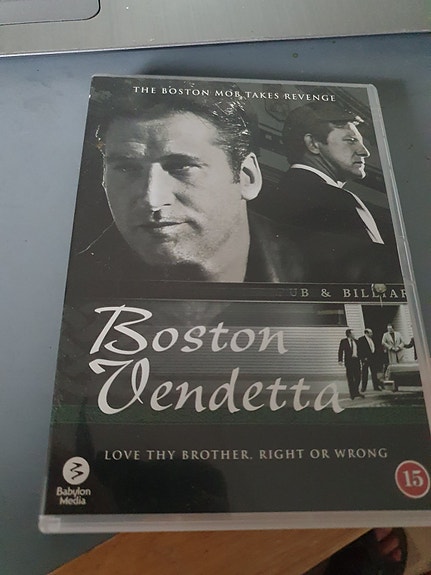 THE BOSTON MOB TAKES REVENGE
UB & BILLIAR
Boston
Vendetta
LOVE THY BROTHER, RIGHT OR WRONG
Babylon
Media
15